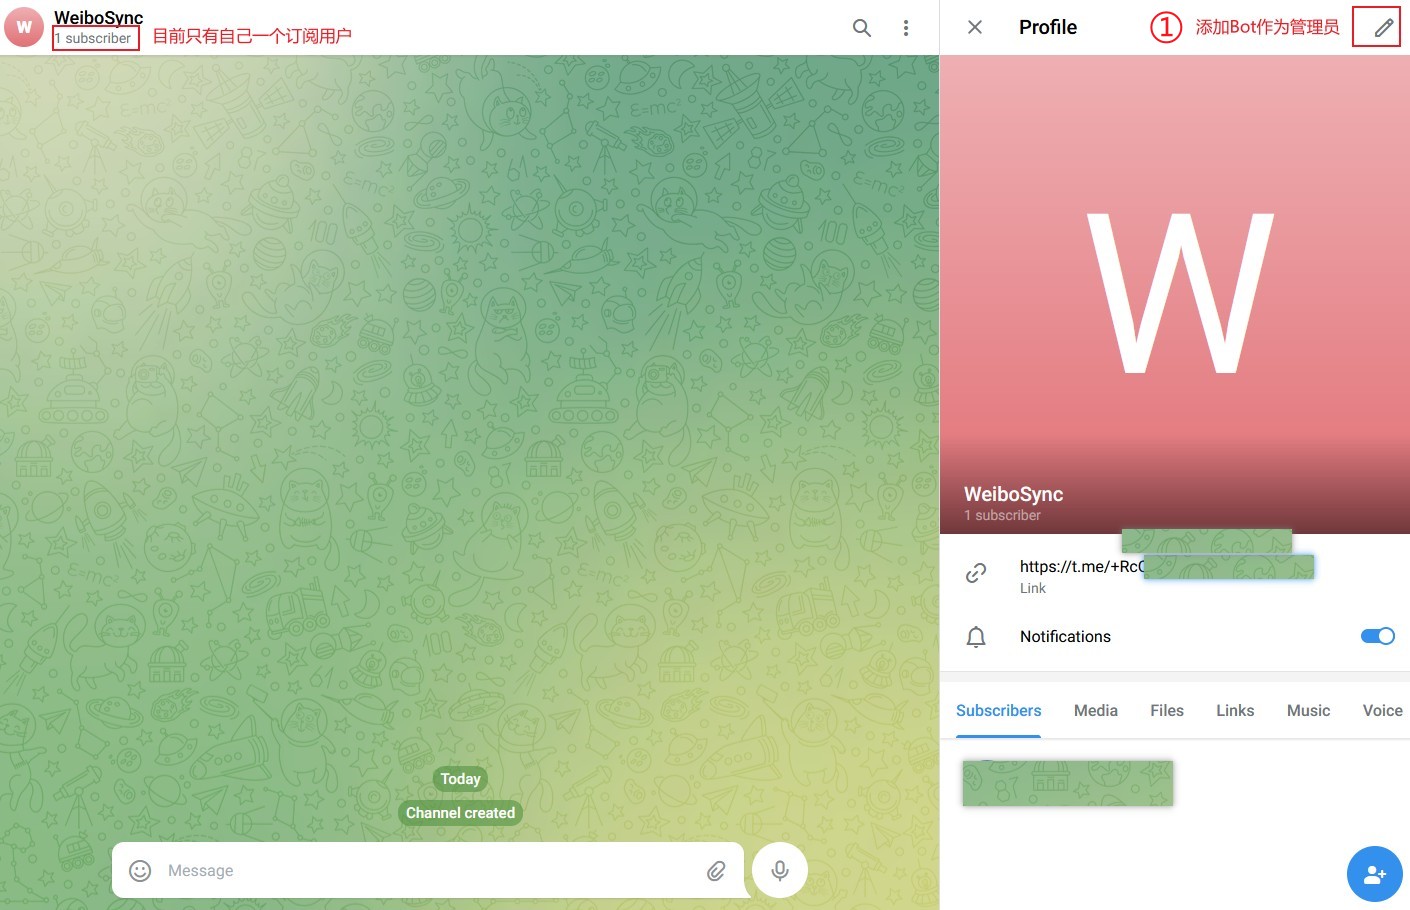 W
WeiboSync
1 subscriber
目前只有自己一个订阅用户
Today
Channel created
Message
Profile
① 添加Bot作为管理员
W
WeiboSync
1 subscriber
https://t.me/+Rc
Link
Notifications
Subscribers Media Files Links Music Voice